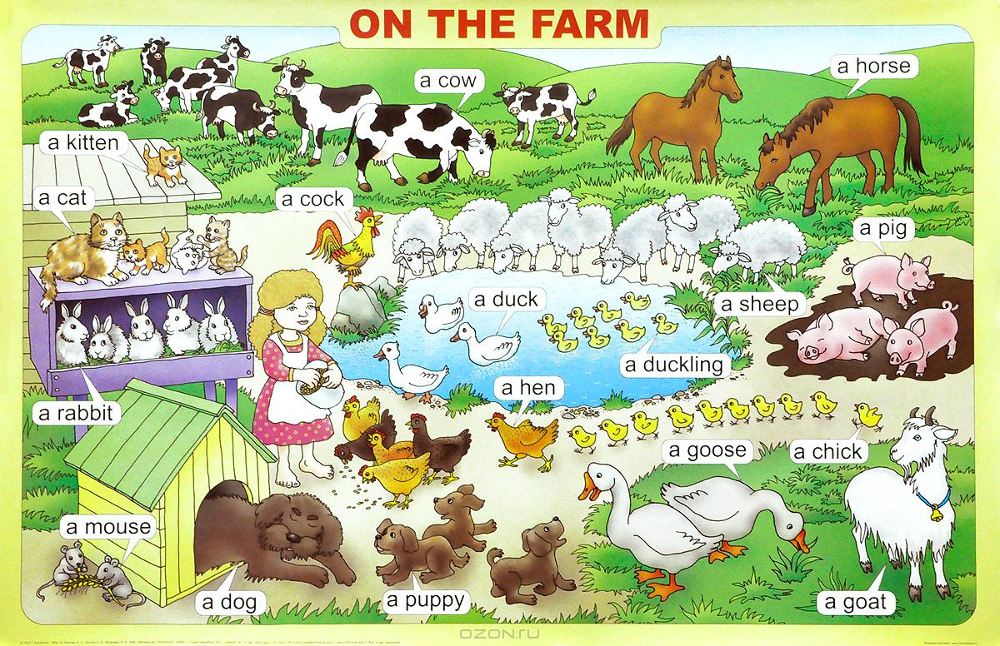 ON THE FARM
a cow
a horse
a kitten
a cat
a cock
a pig
a duck
a sheep
a duckling
a hen
a rabbit
a goose
a chick
a mouse
a dog
a puppy
a goat
ozon.ru